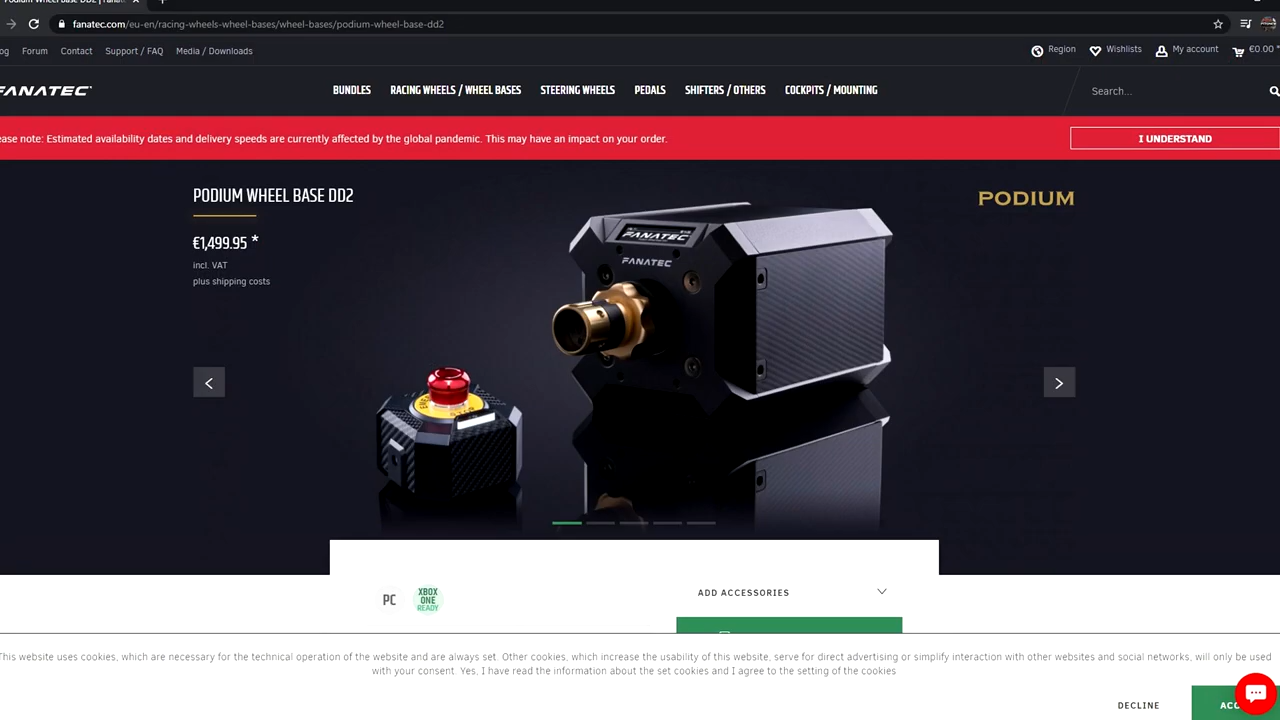 Podium Wheel Base DD2 | Fanat
fanatec.com/eu-en/racing-wheels-wheel-bases/wheel-bases/podium-wheel-base-dd2
og Forum Contact Support / FAQ Media / Downloads Region Wishlists My account €0.00 *
FANATEC
BUNDLES RACING WHEELS / WHEEL BASES STEERING WHEELS PEDALS SHIFTERS / OTHERS COCKPITS / MOUNTING Search...
ease note: Estimated availability dates and delivery speeds are currently affected by the global pandemic. This may have an impact on your order. I UNDERSTAND
PODIUM WHEEL BASE DD2
PODIUM
€1,499.95 *
incl. VAT
plus shipping costs
FANATEC
FANATEC
PC
XBOX
ONE
READY
ADD ACCESSORIES
This website uses cookies, which are necessary for the technical operation of the website and are always set. Other cookies, which increase the usability of this website, serve for direct advertising or simplify interaction with other websites and social networks, will only be used
with your consent. Yes, I have read the information about the set cookies and I agree to the setting of the cookies
DECLINE ACC